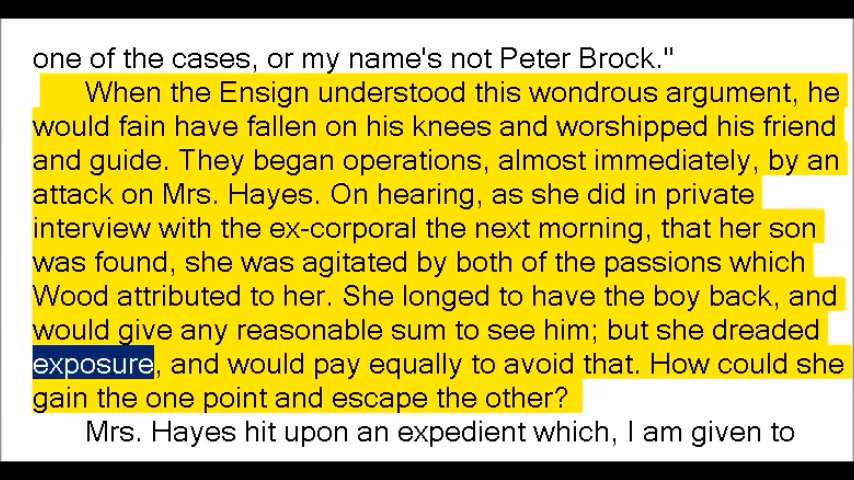 one of the cases, or my name's not Peter Brock."
When the Ensign understood this wondrous argument, he
would fain have fallen on his knees and worshipped his friend
and guide. They began operations, almost immediately, by an
attack on Mrs. Hayes. On hearing, as she did in private
interview with the ex-corporal the next morning, that her son
was found, she was agitated by both of the passions which
Wood attributed to her. She longed to have the boy back, and
would give any reasonable sum to see him; but she dreaded
exposure, and would pay equally to avoid that. How could she
gain the one point and escape the other?
Mrs. Hayes hit upon an expedient which, I am given to